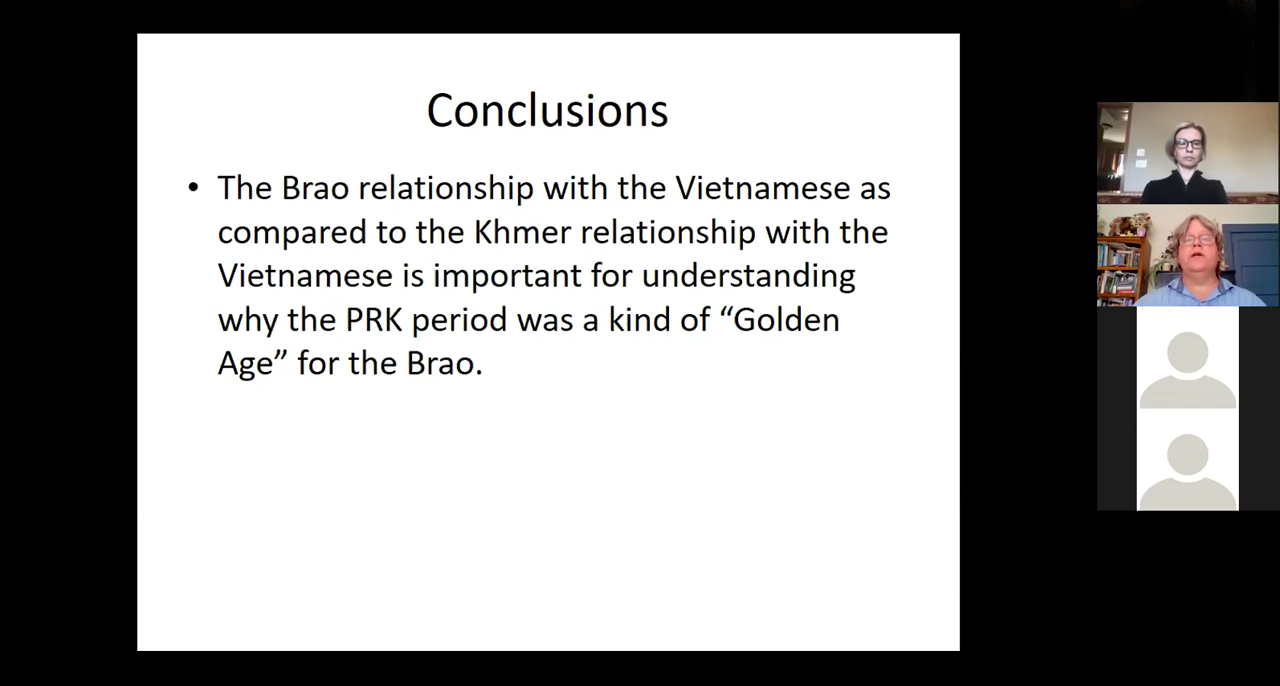 Conclusions
• The Brao relationship with the Vietnamese as
compared to the Khmer relationship with the
Vietnamese is important for understanding
why the PRK period was a kind of “Golden
Age” for the Brao.